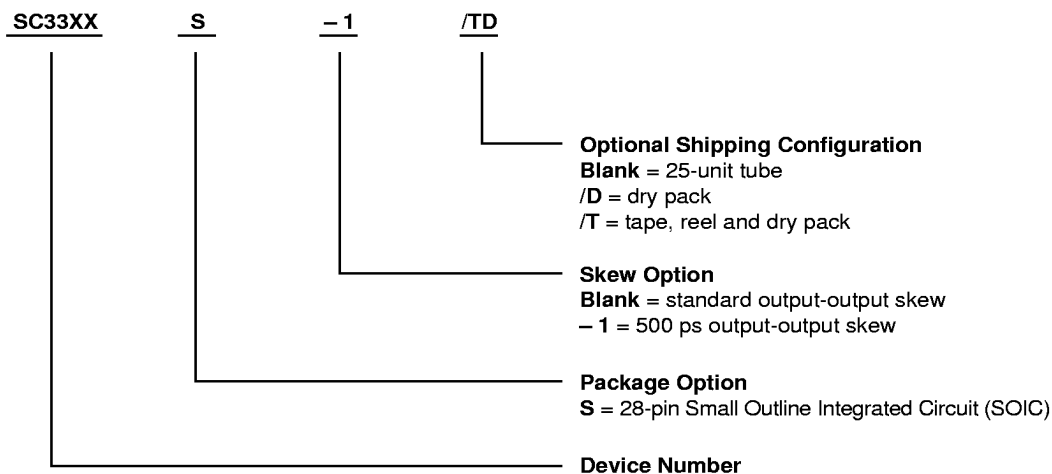 SC33XX S – 1 /TD
Optional Shipping Configuration
Blank = 25-unit tube
/D = dry pack
/T = tape, reel and dry pack
Skew Option
Blank = standard output-output skew
– 1 = 500 ps output-output skew
Package Option
S = 28-pin Small Outline Integrated Circuit (SOIC)
Device Number